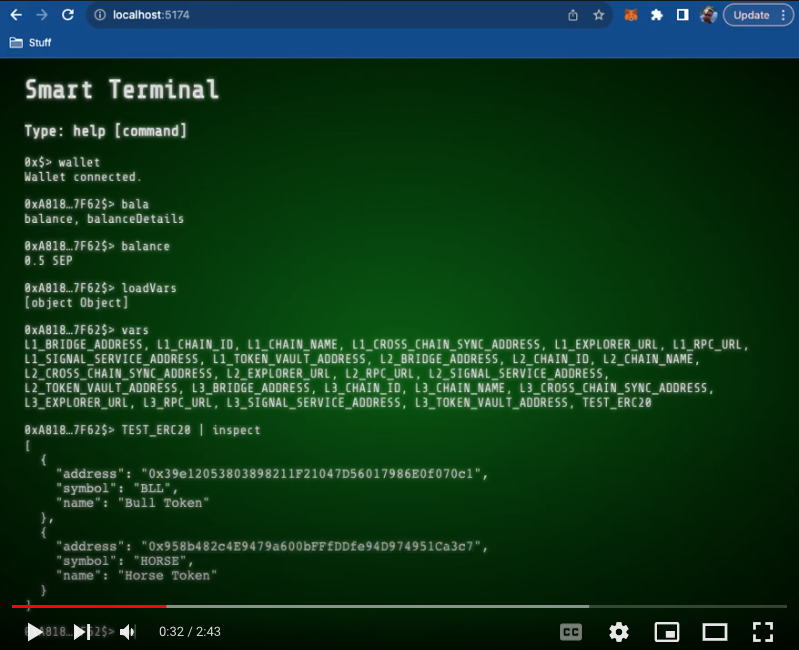 localhost:5174
Update
Stuff
Smart Terminal
Type: help [command]
0x$> wallet
Wallet connected.
0xA818…7F62$> bala
balance, balanceDetails
0xA818…7F62$> balance
0.5 SEP
0xA818…7F62$> loadVars
[object Object]
0xA818…7F62$> vars
L1_BRIDGE_ADDRESS, L1_CHAIN_ID, L1_CHAIN_NAME, L1_CROSS_CHAIN_SYNC_ADDRESS, L1_EXPLORER_URL, L1_RPC_URL,
L1_SIGNAL_SERVICE_ADDRESS, L1_TOKEN_VAULT_ADDRESS, L2_BRIDGE_ADDRESS, L2_CHAIN_ID, L2_CHAIN_NAME,
L2_CROSS_CHAIN_SYNC_ADDRESS, L2_EXPLORER_URL, L2_RPC_URL, L2_SIGNAL_SERVICE_ADDRESS,
L2_TOKEN_VAULT_ADDRESS, L3_BRIDGE_ADDRESS, L3_CHAIN_ID, L3_CHAIN_NAME, L3_CROSS_CHAIN_SYNC_ADDRESS,
L3_EXPLORER_URL, L3_RPC_URL, L3_SIGNAL_SERVICE_ADDRESS, L3_TOKEN_VAULT_ADDRESS, TEST_ERC20
0xA818…7F62$> TEST_ERC20 | inspect
[
{
"address": "0x39e12053803898211F21047D56017986E0f070c1",
"symbol": "BLL",
"name": "Bull Token"
},
{
"address": "0x958b482c4E9479a600bFFfDDfe94D974951Ca3c7",
"symbol": "HORSE",
"name": "Horse Token"
}
]
0xA818…7F62$>
0:32 / 2:43
CC